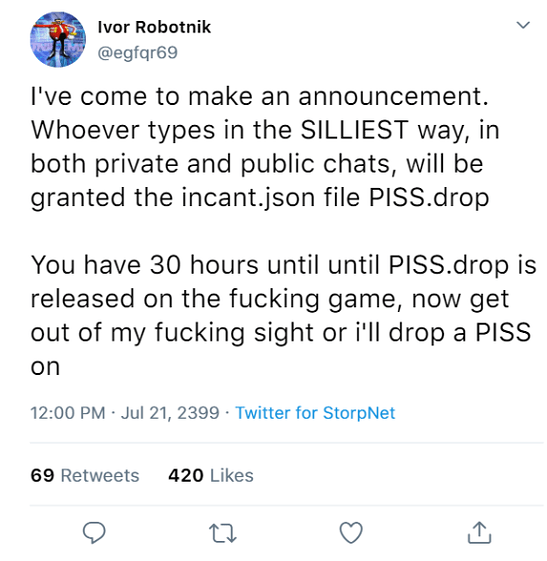 Ivor Robotnik
@egfqr69
I've come to make an announcement.
Whoever types in the SILLIEST way, in
both private and public chats, will be
granted the incant.json file PISS.drop
You have 30 hours until until PISS.drop is
released on the fucking game, now get
out of my fucking sight or i'll drop a PISS
on
12:00 PM · Jul 21, 2399 · Twitter for StorpNet
69 Retweets 420 Likes